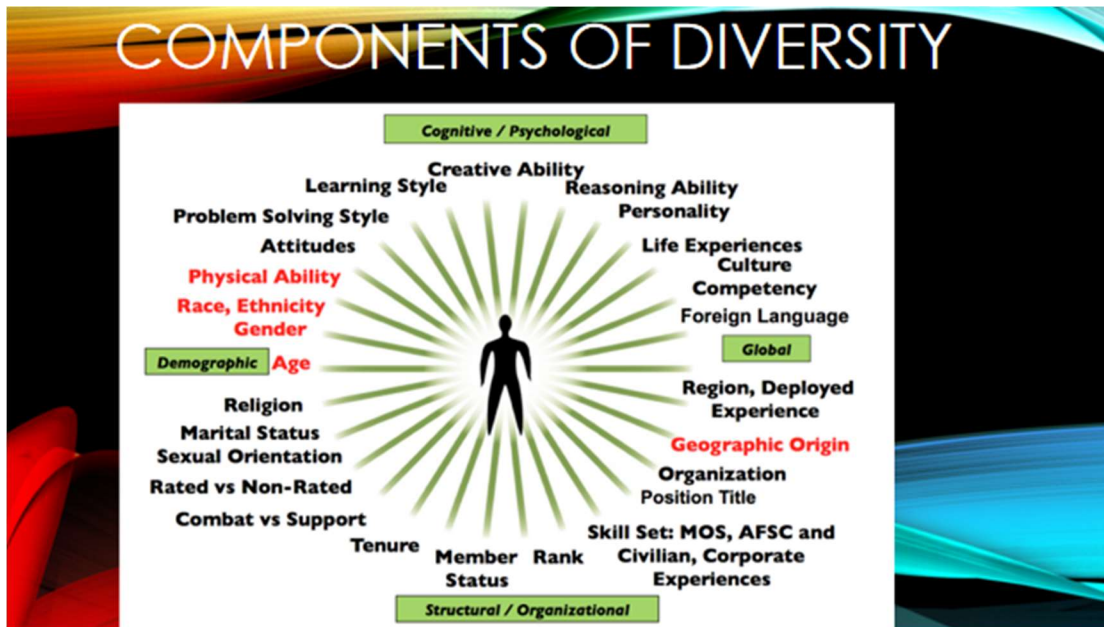 COMPONENTS OF DIVERSITY
Cognitive / Psychological
Creative Ability
Learning Style
Reasoning Ability
Problem Solving Style
Personality
Attitudes
Life Experiences
Culture
Physical Ability
Competency
Race, Ethnicity
Foreign Language
Gender
Global
Demographic
Age
Region, Deployed
Experience
Religion
Marital Status
Geographic Origin
Sexual Orientation
Organization
Rated vs Non-Rated
Position Title
Combat vs Support
Skill Set: MOS, AFSC and
Civilian, Corporate
Experiences
Tenure
Member
Status
Rank
Structural / Organizational